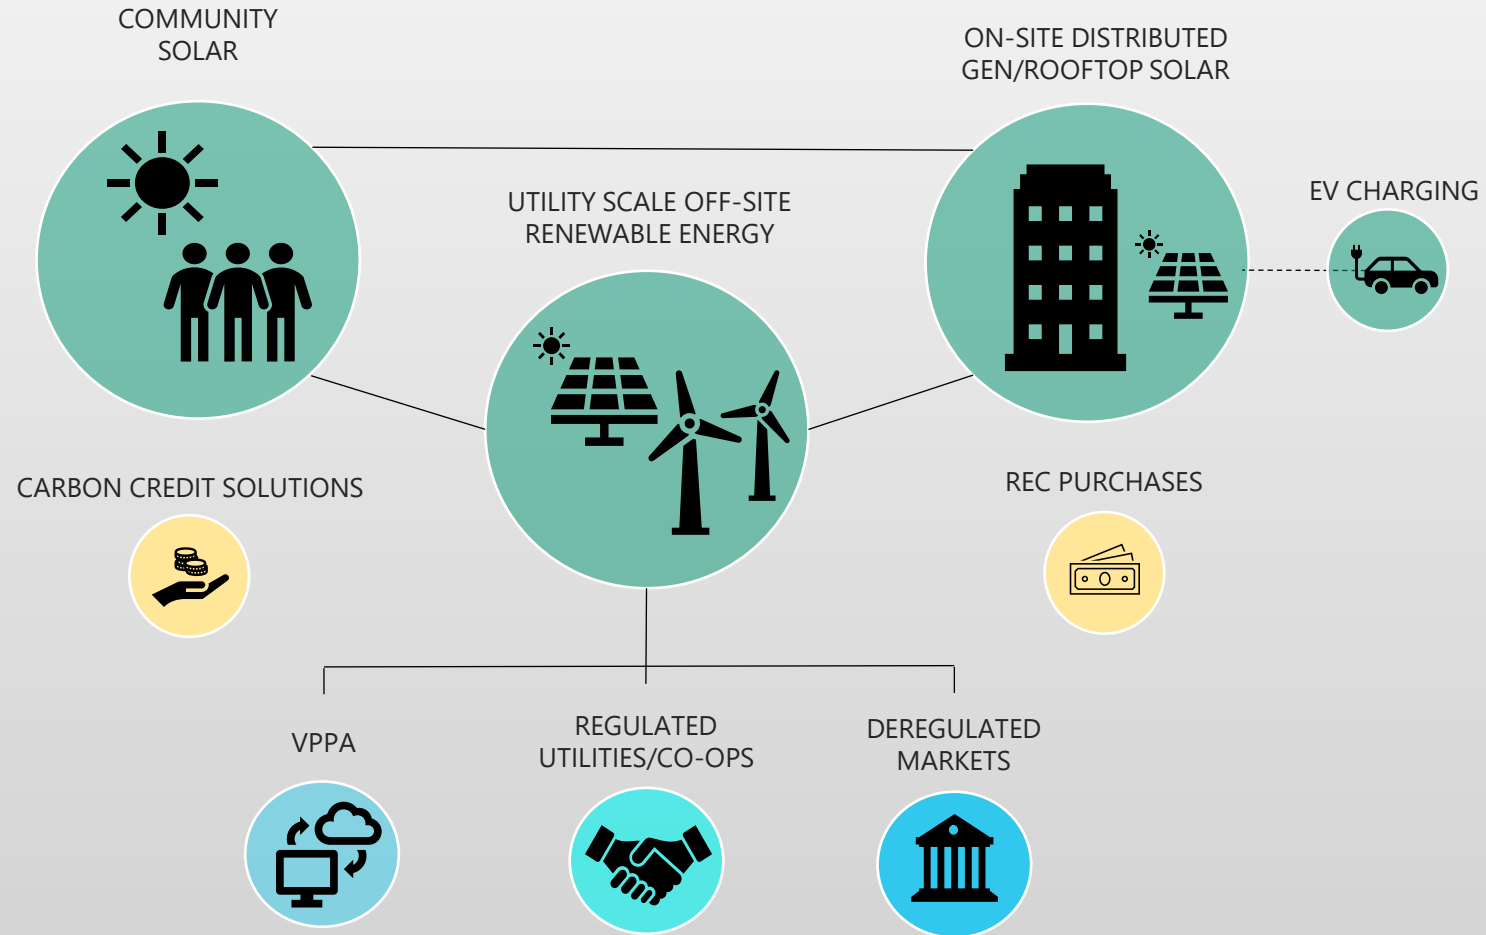 COMMUNITY
SOLAR
ON-SITE DISTRIBUTED
GEN/ROOFTOP SOLAR
UTILITY SCALE OFF-SITE
RENEWABLE ENERGY
EV CHARGING
CARBON CREDIT SOLUTIONS
REC PURCHASES
VPPA
REGULATED
UTILITIES/CO-OPS
DEREGULATED
MARKETS